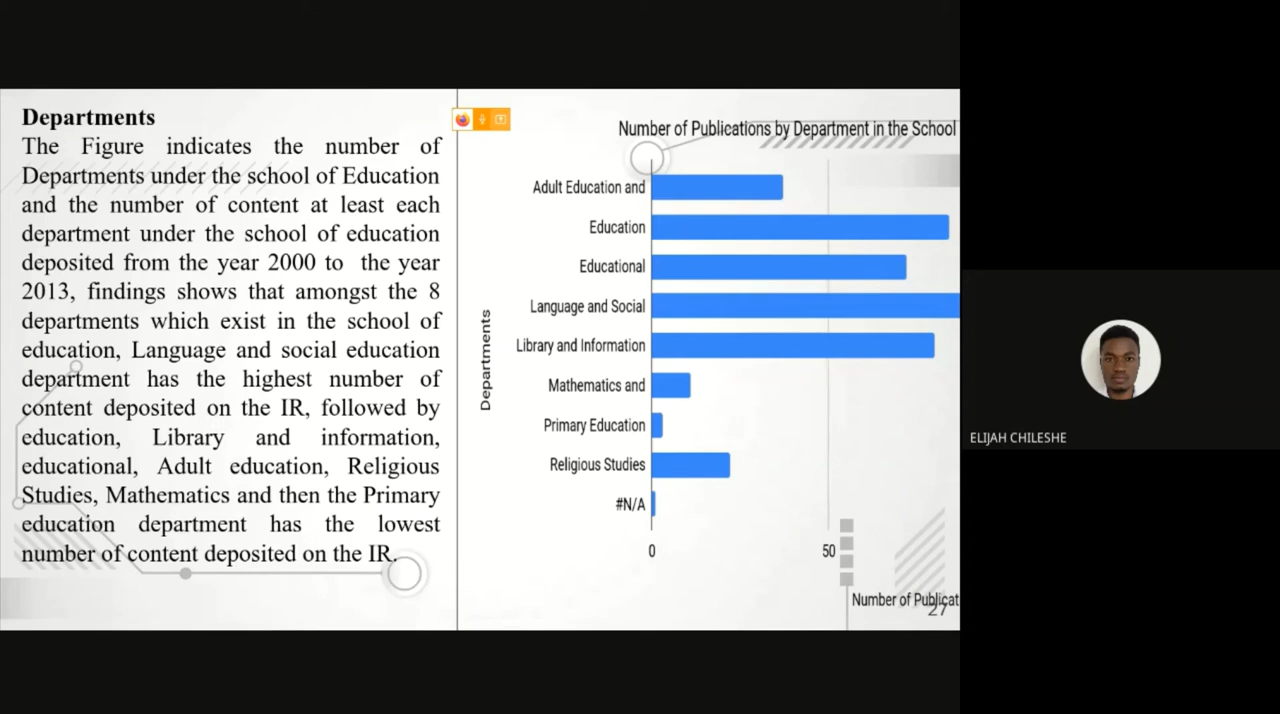 Departments
The Figure indicates the number of
Departments under the school of Education
and the number of content at least each
department under the school of education
deposited from the year 2000 to the year
2013, findings shows that amongst the 8
departments which exist in the school of
education, Language and social education
department has the highest number of
content deposited on the IR, followed by
education, Library and information,
educational, Adult education, Religious
Studies, Mathematics and then the Primary
education department has the lowest
number of content deposited on the IR.
Number of Publications by Department in the School
Departments
Adult Education and
Education
Educational
Language and Social
Library and Information
Mathematics and
Primary Education
Religious Studies
#N/A
0
50
Number of Publicat
27
ELIJAH CHILESHE